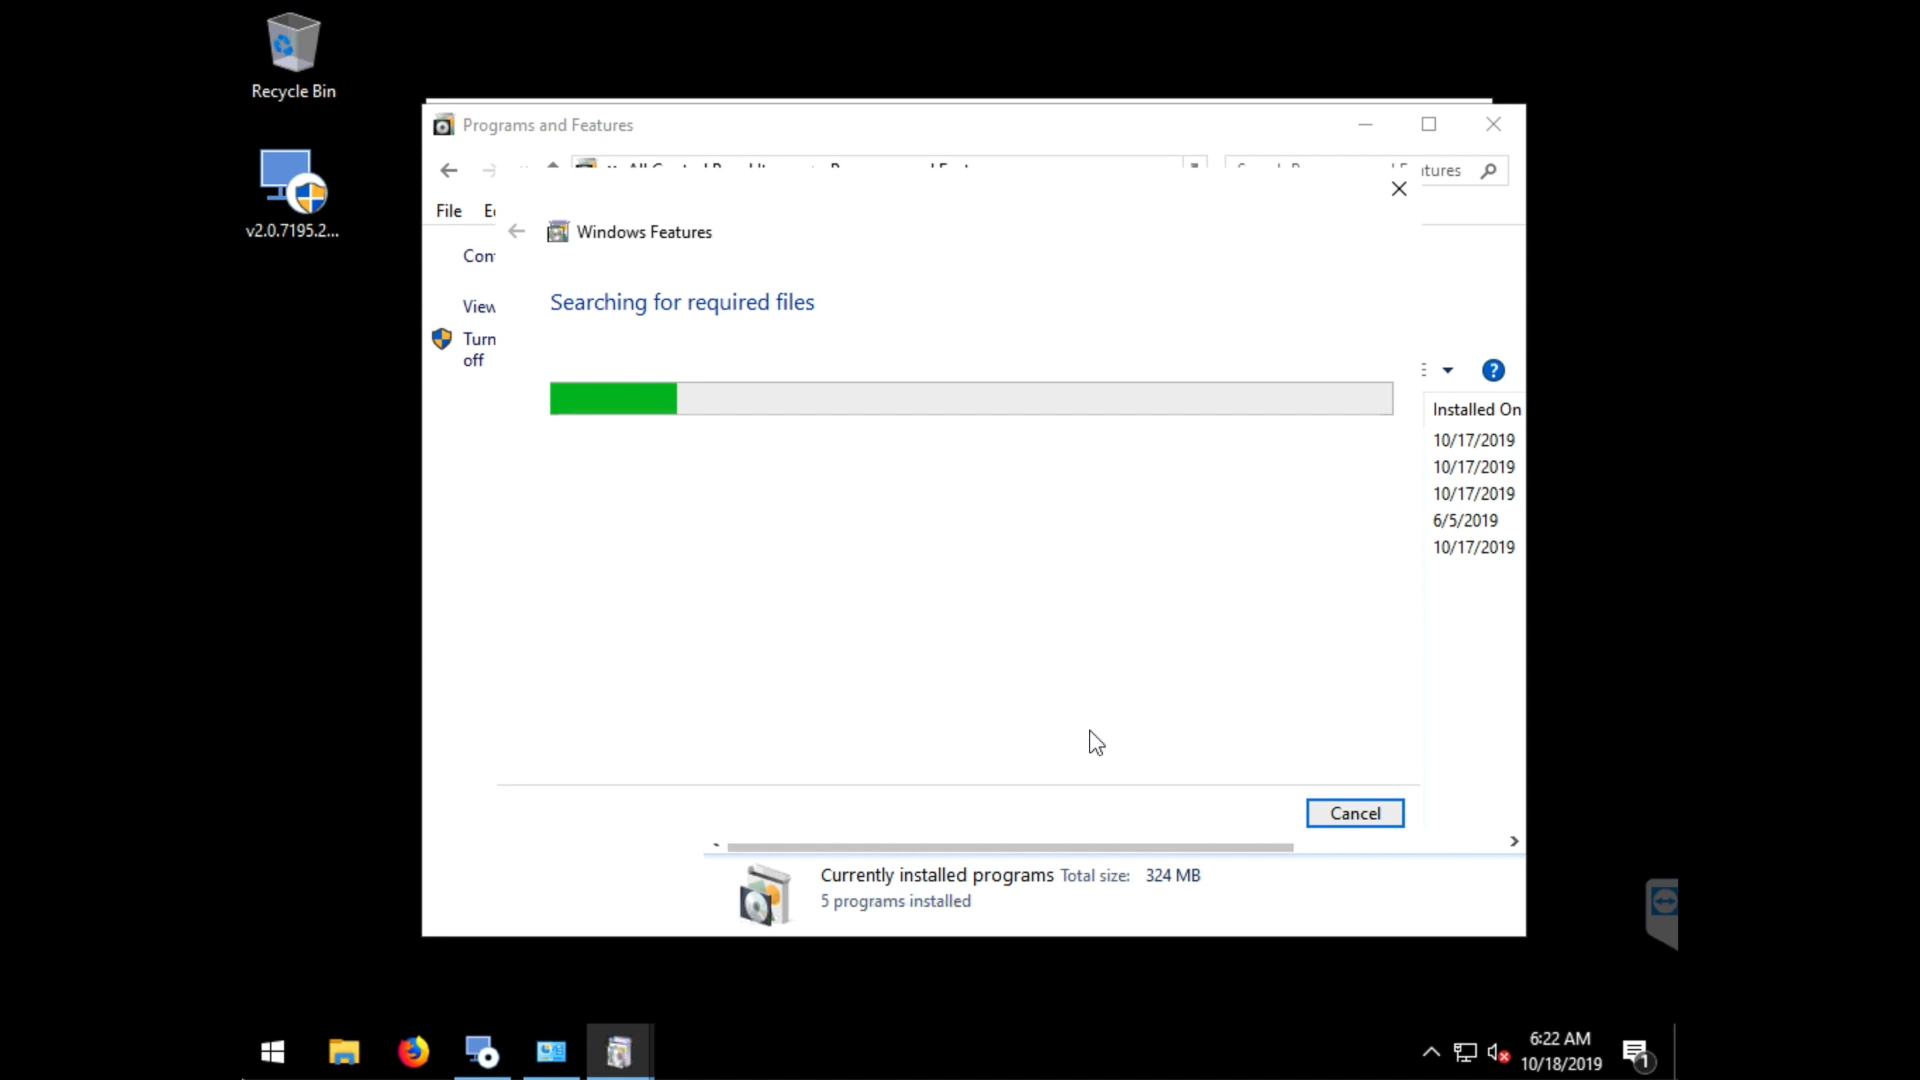 Recycle Bin
v2.0.7195.2...
Programs and Features
tures
File
Windows Features
Searching for required files
View
Turn
off
Installed On
10/17/2019
10/17/2019
10/17/2019
6/5/2019
10/17/2019
Cancel
Currently installed programs Total size: 324 MB
5 programs installed
6:22 AM
10/18/2019
1